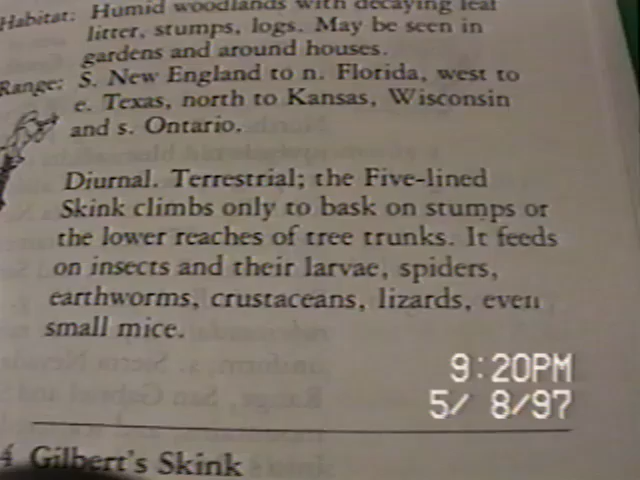 Habitat: Humid woodlands with decaying leaf
litter, stumps, logs. May be seen in
gardens and around houses.
Range: S. New England to n. Florida, west to
e. Texas, north to Kansas, Wisconsin
and s. Ontario.
Diurnal. Terrestrial; the Five-lined
Skink climbs only to bask on stumps or
the lower reaches of tree trunks. It feeds
on insects and their larvae, spiders,
earthworms, crustaceans, lizards, even
small mice.
9:20PM
5/ 8/97
4 Gilbert's Skink